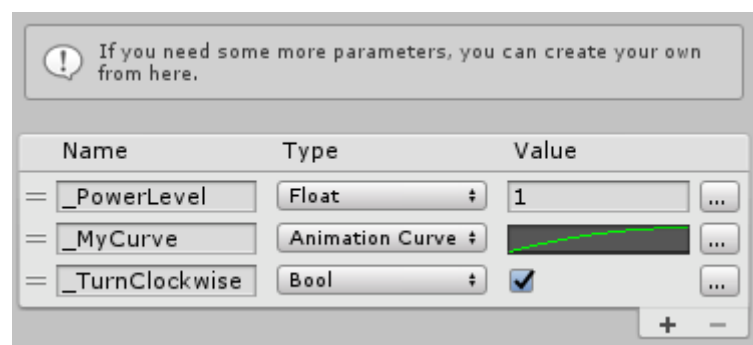 If you need some more parameters, you can create your own
from here.
Name Type Value
_PowerLevel Float 1 ...
_MyCurve Animation Curve ...
_TurnClockwise Bool ...
+ −